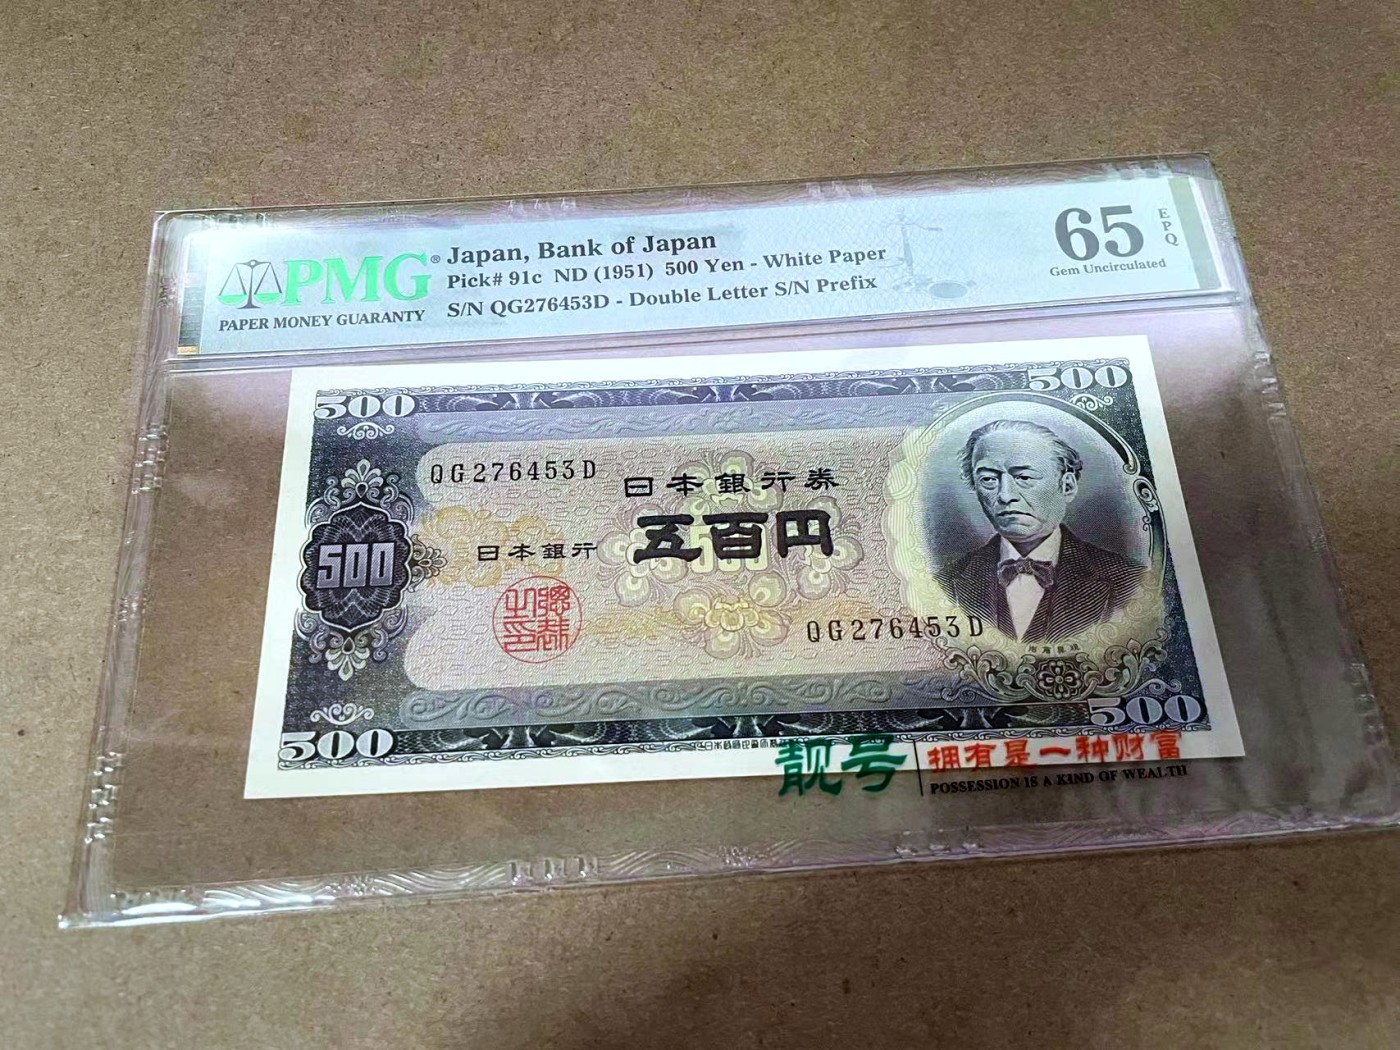 PMG®
PAPER MONEY GUARANTY
Japan, Bank of Japan
Pick# 91c ND (1951) 500 Yen - White Paper
S/N QG276453D - Double Letter S/N Prefix
65
EPQ
Gem Uncirculated
500
500
QG276453D
日本銀行券
五百円
日本銀行
500
QG276453D
500
500
靓号
拥有是一种财富
POSSESSION IS A KIND OF WEALTH